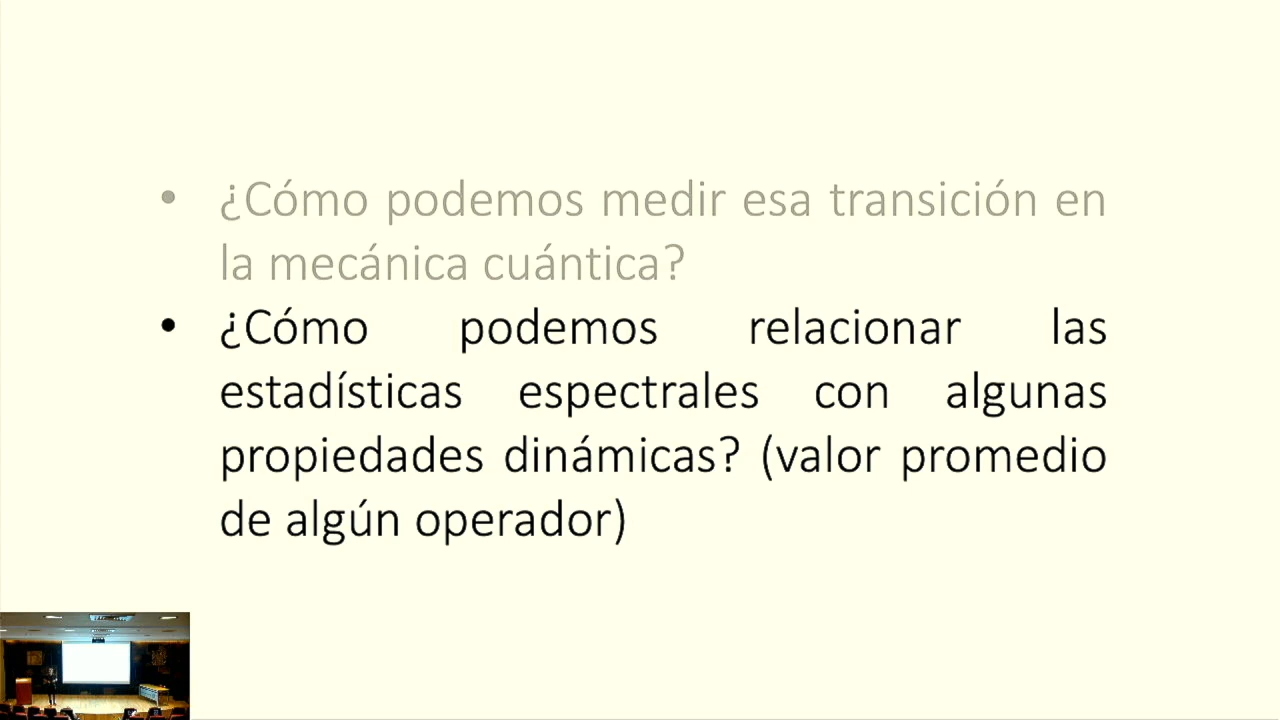 • ¿Cómo podemos medir esa transición en
la mecánica cuántica?
• ¿Cómo podemos relacionar las
estadísticas espectrales con algunas
propiedades dinámicas? (valor promedio
de algún operador)